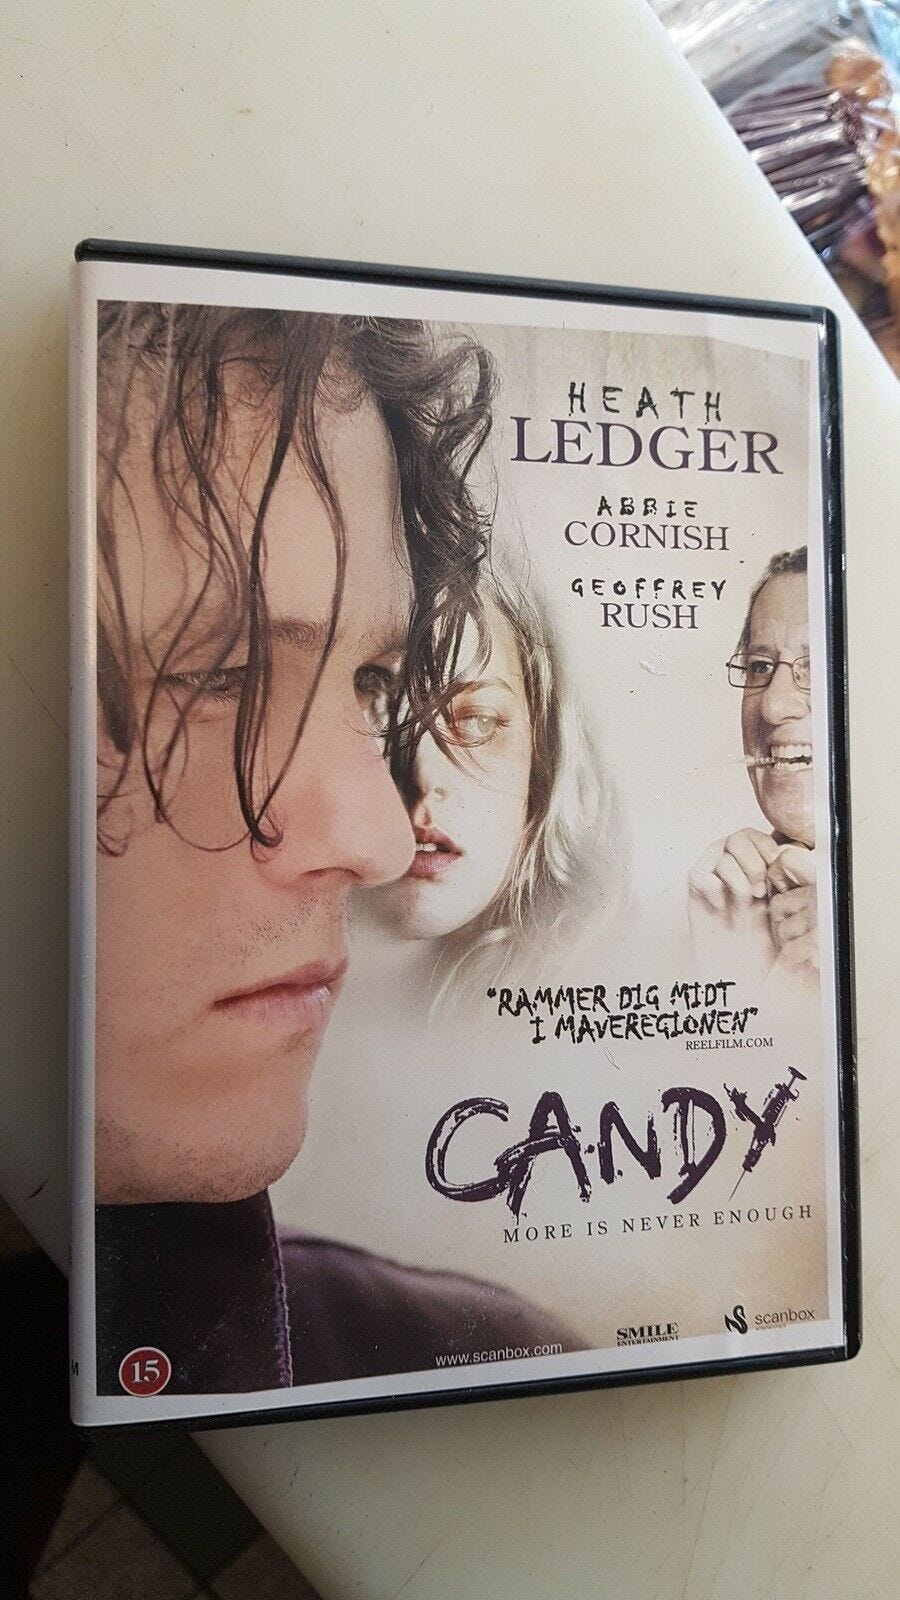 HEATH
LEDGER
ABBIE
CORNISH
GEOFFREY
RUSH
"RAMMER DIG MIDT
I MAVEREGIONEN"
REELFILM.COM
CANDY
MORE IS NEVER ENOUGH
SMILE
ENTERTAINMENT
scanbox
www.scanbox.com
15
M